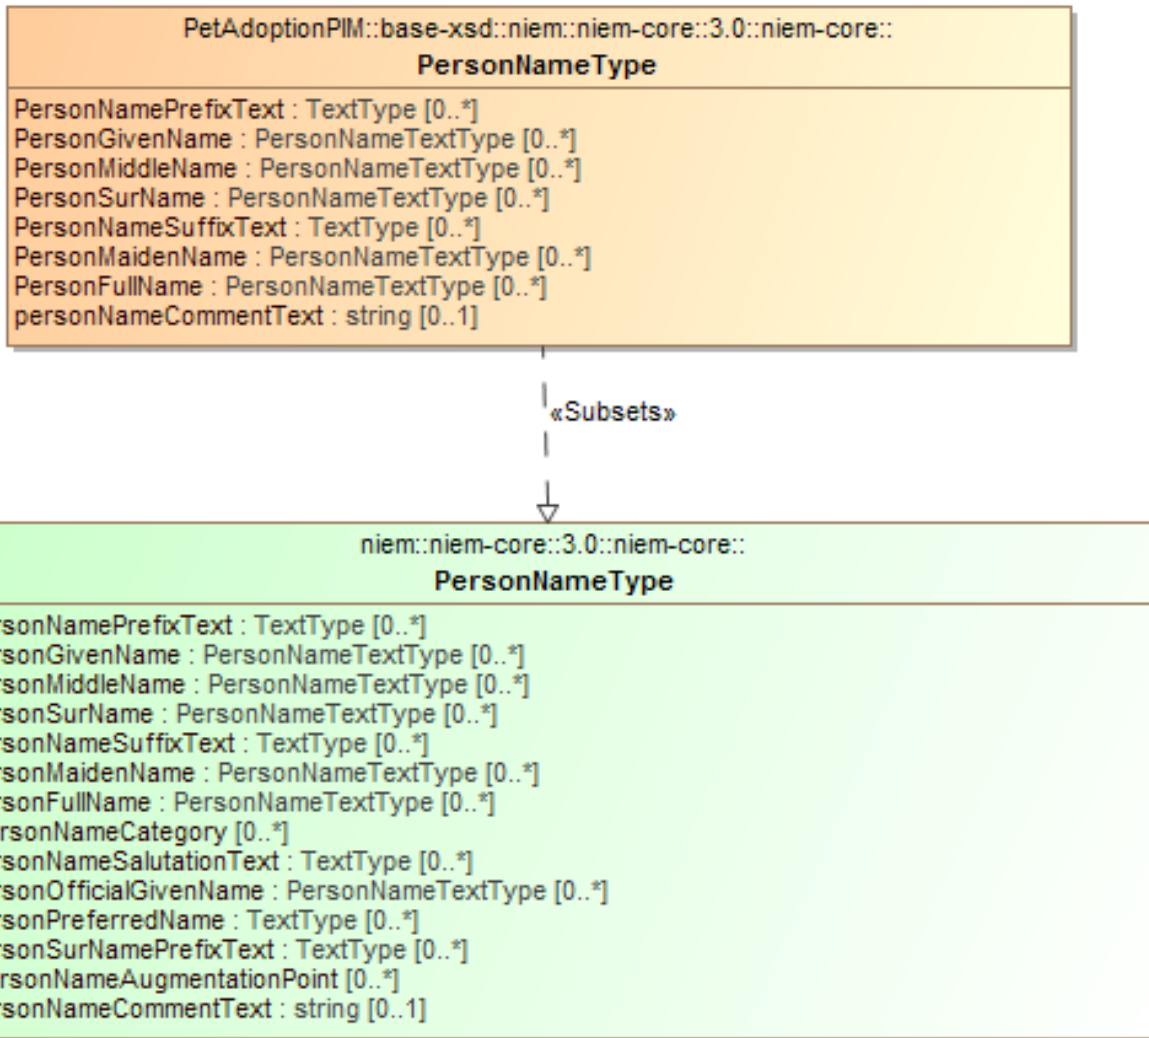 PetAdoptionPIM::base-xsd::niem::niem-core::3.0::niem-core::
PersonNameType
PersonNamePrefixText : TextType [0..*]
PersonGivenName : PersonNameTextType [0..*]
PersonMiddleName : PersonNameTextType [0..*]
PersonSurName : PersonNameTextType [0..*]
PersonNameSuffixText : TextType [0..*]
PersonMaidenName : PersonNameTextType [0..*]
PersonFullName : PersonNameTextType [0..*]
personNameCommentText : string [0..1]
«Subsets»
niem::niem-core::3.0::niem-core::
PersonNameType
rsonNamePrefixText : TextType [0..*]
rsonGivenName : PersonNameTextType [0..*]
rsonMiddleName : PersonNameTextType [0..*]
rsonSurName : PersonNameTextType [0..*]
rsonNameSuffixText : TextType [0..*]
rsonMaidenName : PersonNameTextType [0..*]
rsonFullName : PersonNameTextType [0..*]
ersonNameCategory [0..*]
rsonNameSalutationText : TextType [0..*]
rsonOfficialGivenName : PersonNameTextType [0..*]
rsonPreferredName : TextType [0..*]
rsonSurNamePrefixText : TextType [0..*]
ersonNameAugmentationPoint [0..*]
rsonNameCommentText : string [0..1]